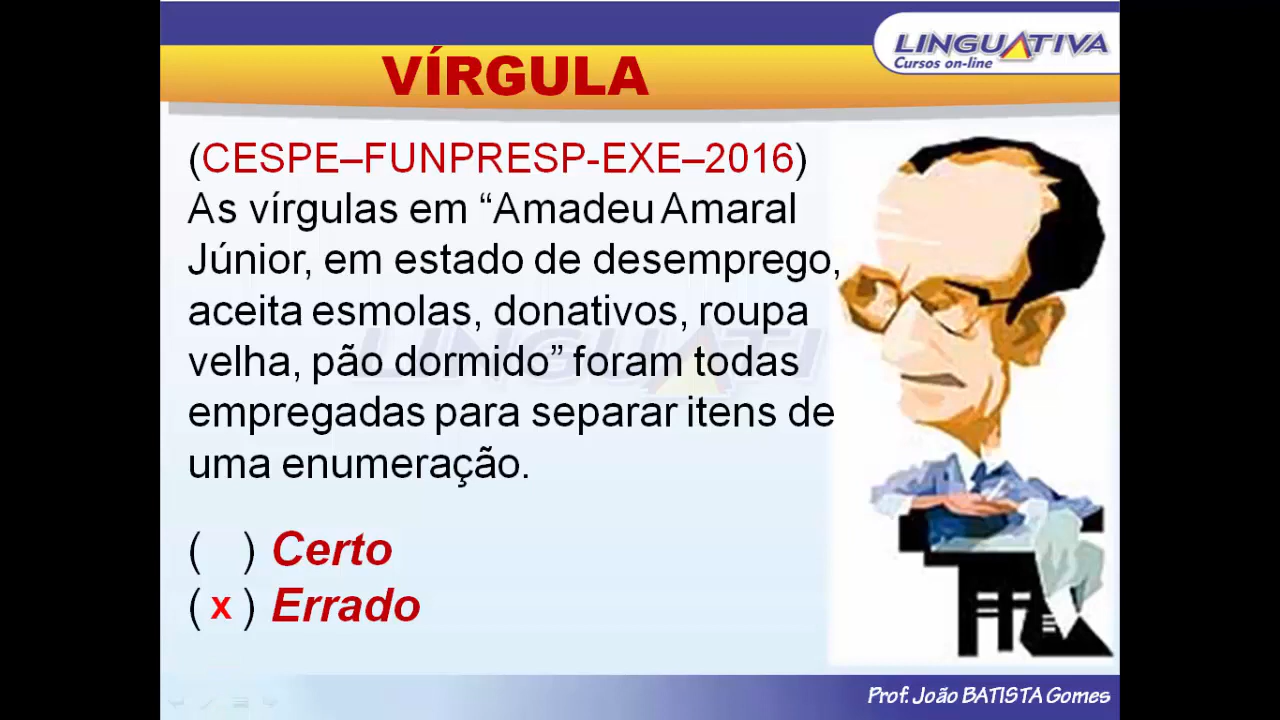 LINGUATIVA
Cursos on-line
VÍRGULA
(CESPE–FUNPRESP-EXE–2016)
As vírgulas em “Amadeu Amaral
Júnior, em estado de desemprego,
aceita esmolas, donativos, roupa
velha, pão dormido” foram todas
empregadas para separar itens de
uma enumeração.
( ) Certo
( x ) Errado
Prof. João BATISTA Gomes